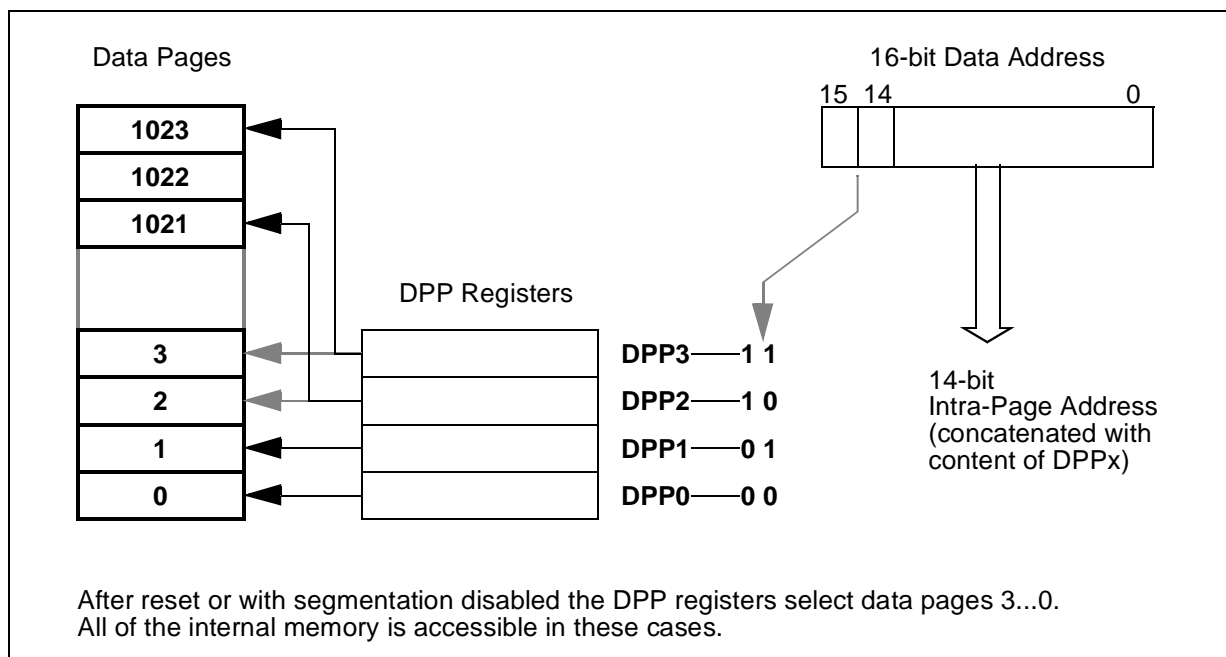 Data Pages
16-bit Data Address
15 14 0
1023
1022
1021
DPP Registers
3
2
1
0
DPP3 1 1
DPP2 1 0
DPP1 0 1
DPP0 0 0
14-bit
Intra-Page Address
(concatenated with
content of DPPx)
After reset or with segmentation disabled the DPP registers select data pages 3...0.
All of the internal memory is accessible in these cases.